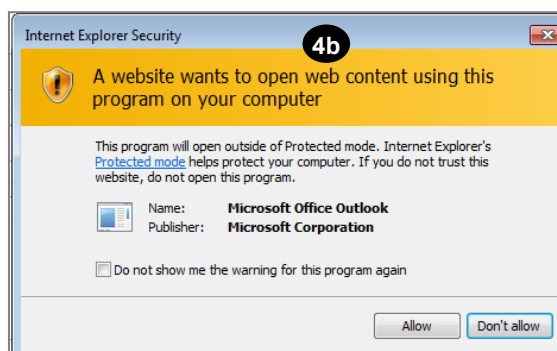 Internet Explorer Security
4b
A website wants to open web content using this
program on your computer
This program will open outside of Protected mode. Internet Explorer's
Protected mode helps protect your computer. If you do not trust this
website, do not open this program.
Name: Microsoft Office Outlook
Publisher: Microsoft Corporation
Do not show me the warning for this program again
Allow Don't allow